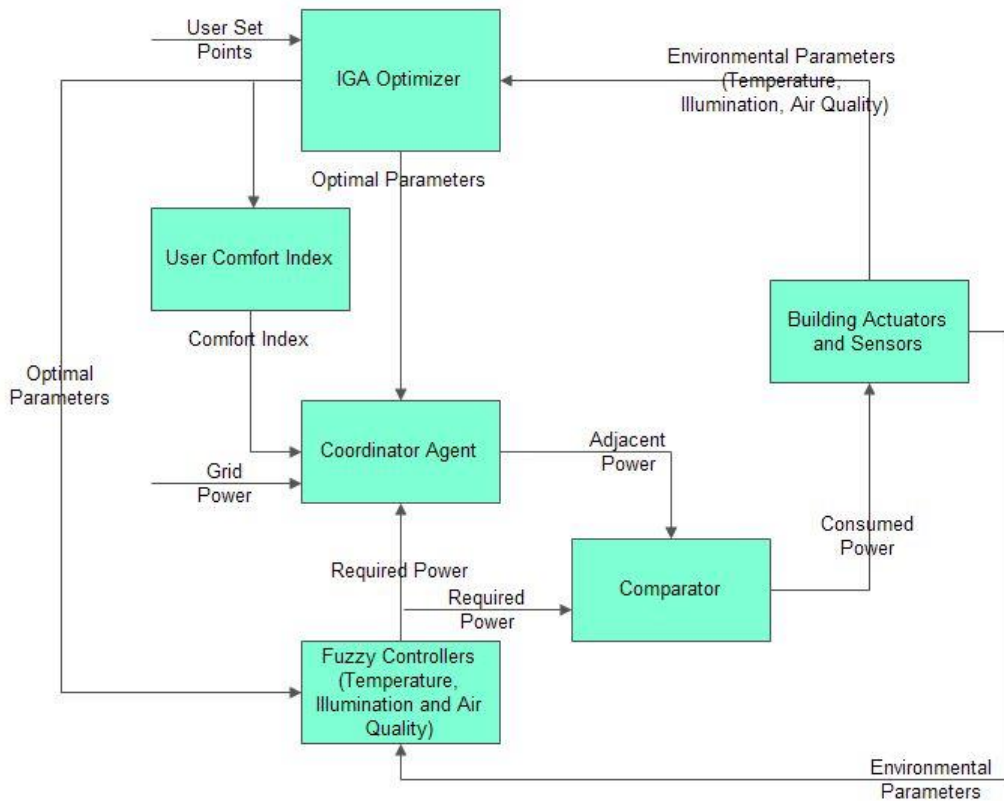 User Set
Points
IGA Optimizer
Environmental Parameters
(Temperature,
Illumination, Air Quality)
Optimal Parameters
User Comfort Index
Comfort Index
Building Actuators
and Sensors
Optimal
Parameters
Coordinator Agent
Adjacent
Power
Grid
Power
Consumed
Power
Required Power
Required
Power
Comparator
Fuzzy Controllers
(Temperature,
Illumination and Air
Quality)
Environmental
Parameters